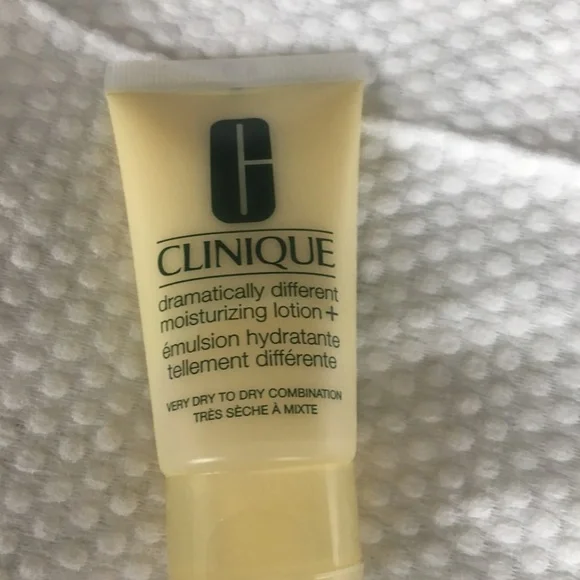 CLINIQUE
dramatically different
moisturizing lotion+
émulsion hydratante
tellement différente
VERY DRY TO DRY COMBINATION
TRÈS SÈCHE À MIXTE